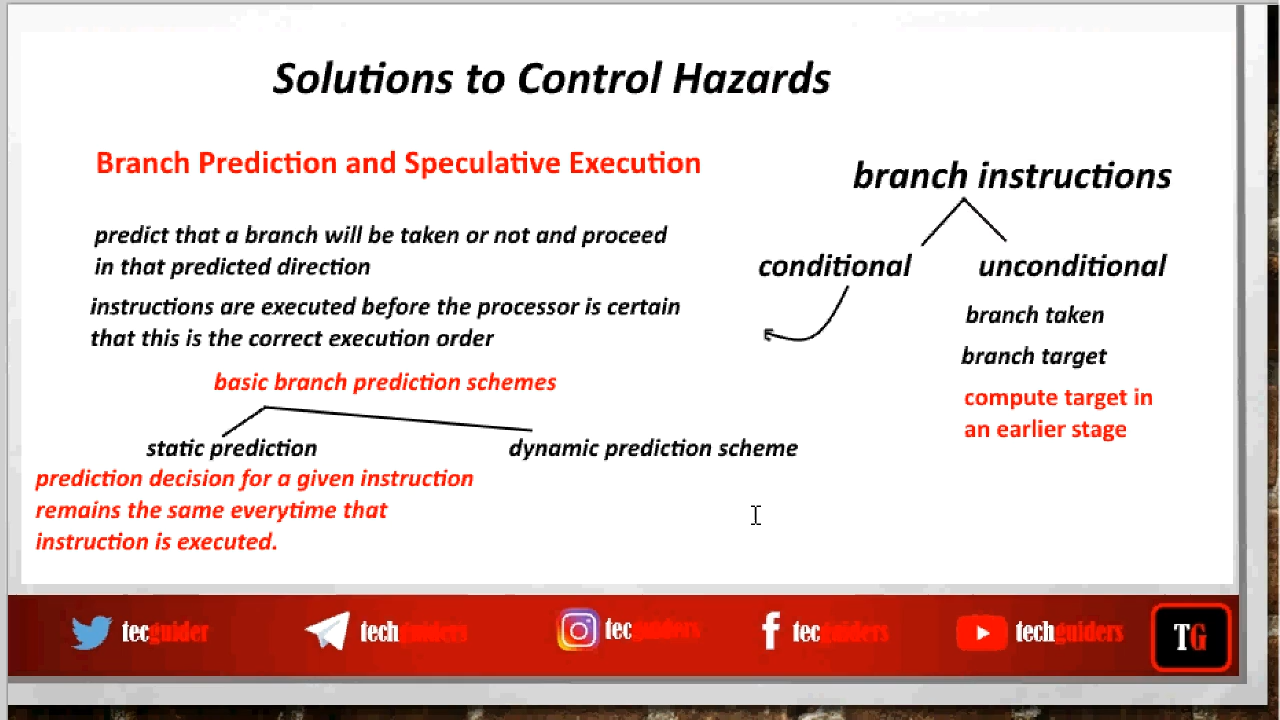 Solutions to Control Hazards
Branch Prediction and Speculative Execution
predict that a branch will be taken or not and proceed
in that predicted direction
instructions are executed before the processor is certain
that this is the correct execution order
basic branch prediction schemes
static prediction
dynamic prediction scheme
prediction decision for a given instruction
remains the same everytime that
instruction is executed.
branch instructions
conditional
unconditional
branch taken
branch target
compute target in
an earlier stage
tecguider
techguiders
tecguiders
tecguiders
techguiders
TG